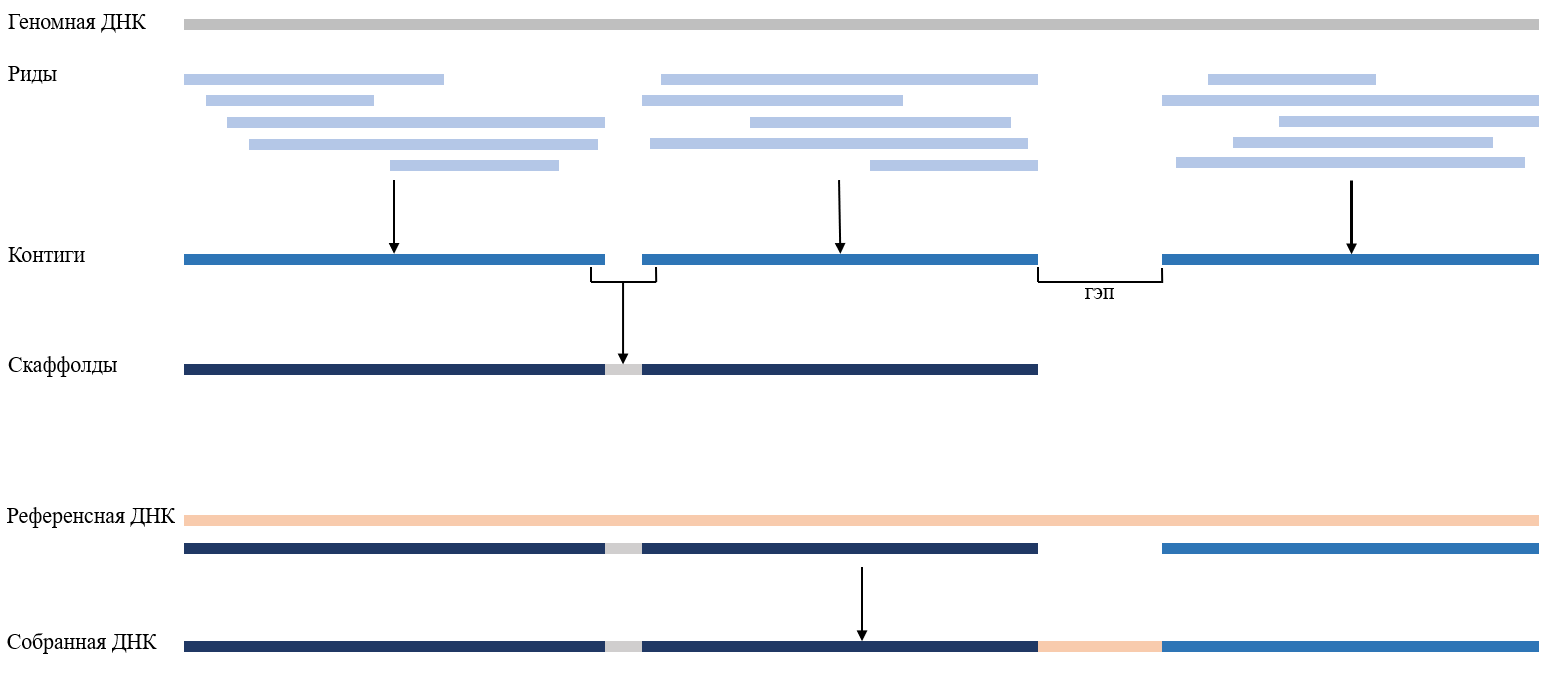 Геномная ДНК
Риды
Контиги
гэп
Скаффолды
Референсная ДНК
Собранная ДНК